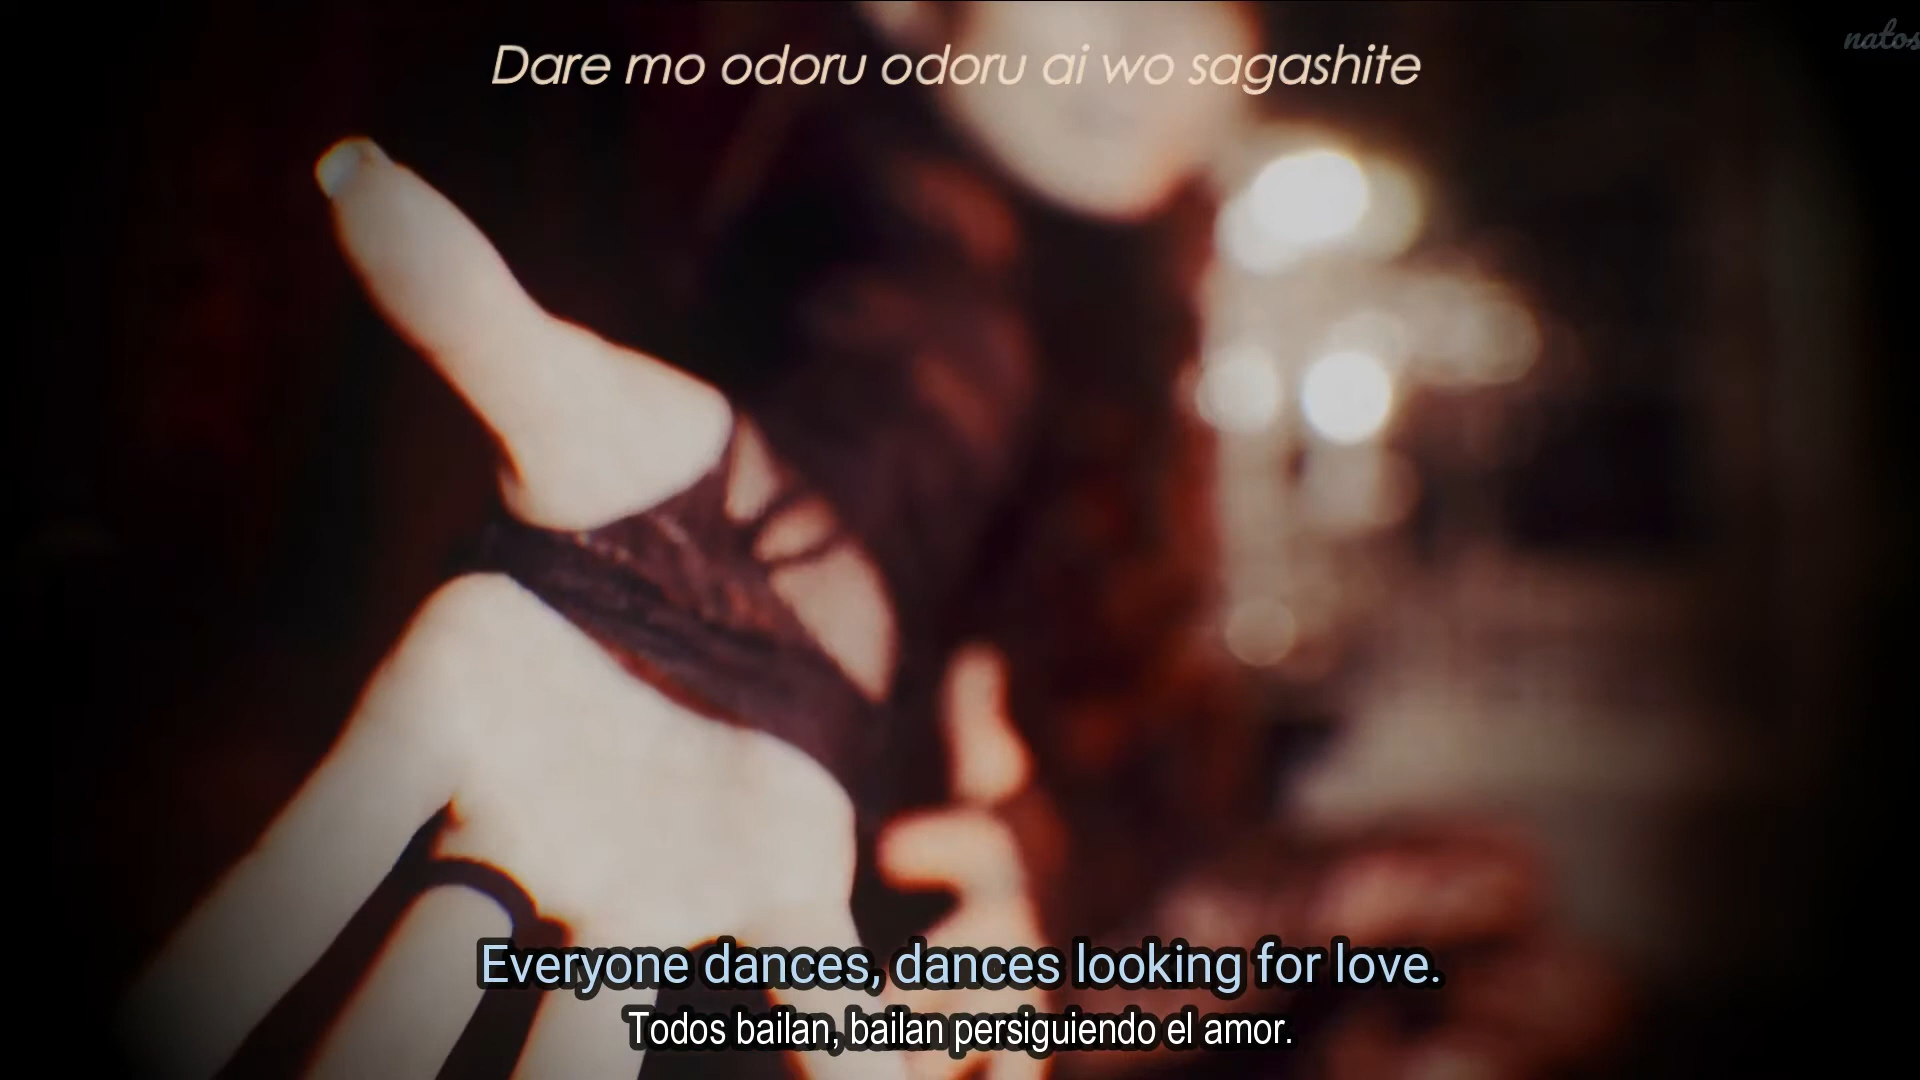 Dare mo odoru odoru ai wo sagashite
natos
Everyone dances, dances looking for love.
Todos bailan, bailan persiguiendo el amor.